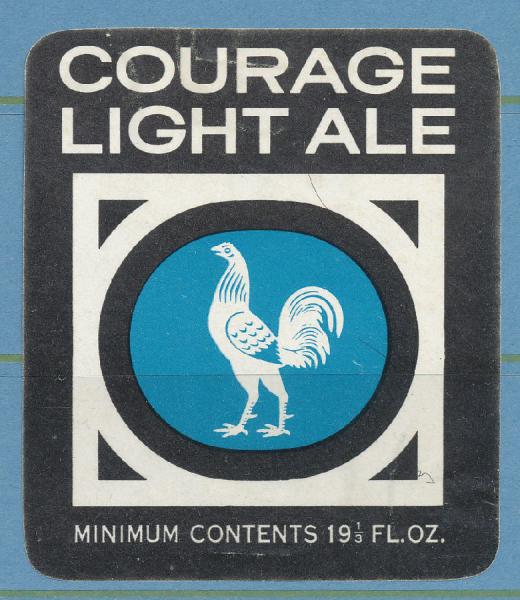 COURAGE
LIGHT ALE
MINIMUM CONTENTS 19⅓ FL.OZ.